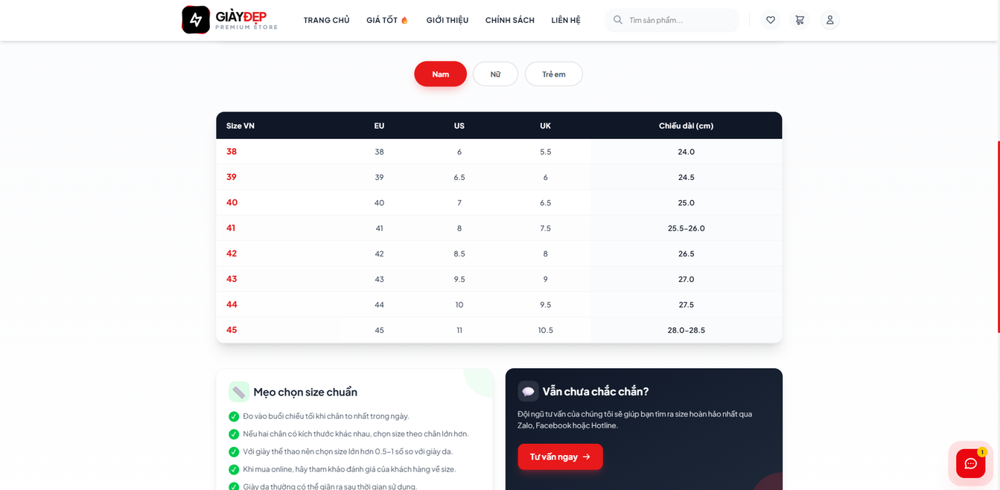 GIÀYĐẸP
PREMIUM STORE
TRANG CHỦ
GIÁ TỐT 🔥
GIỚI THIỆU
CHÍNH SÁCH
LIÊN HỆ
Tìm sản phẩm...
Nam
Nữ
Trẻ em
Size VN EU US UK Chiều dài (cm)
38 38 6 5.5 24.0
39 39 6.5 6 24.5
40 40 7 6.5 25.0
41 41 8 7.5 25.5–26.0
42 42 8.5 8 26.5
43 43 9.5 9 27.0
44 44 10 9.5 27.5
45 45 11 10.5 28.0–28.5
Mẹo chọn size chuẩn
Đo vào buổi chiều tối khi chân to nhất trong ngày.
Nếu hai chân có kích thước khác nhau, chọn size theo chân lớn hơn.
Với giày thể thao nên chọn size lớn hơn 0.5–1 số so với giày da.
Khi mua online, hãy tham khảo đánh giá của khách hàng về size.
Giày da thường có thể giãn ra sau thời gian sử dụng.
Vẫn chưa chắc chắn?
Đội ngũ tư vấn của chúng tôi sẽ giúp bạn tìm ra size hoàn hảo nhất qua
Zalo, Facebook hoặc Hotline.
Tư vấn ngay →
1